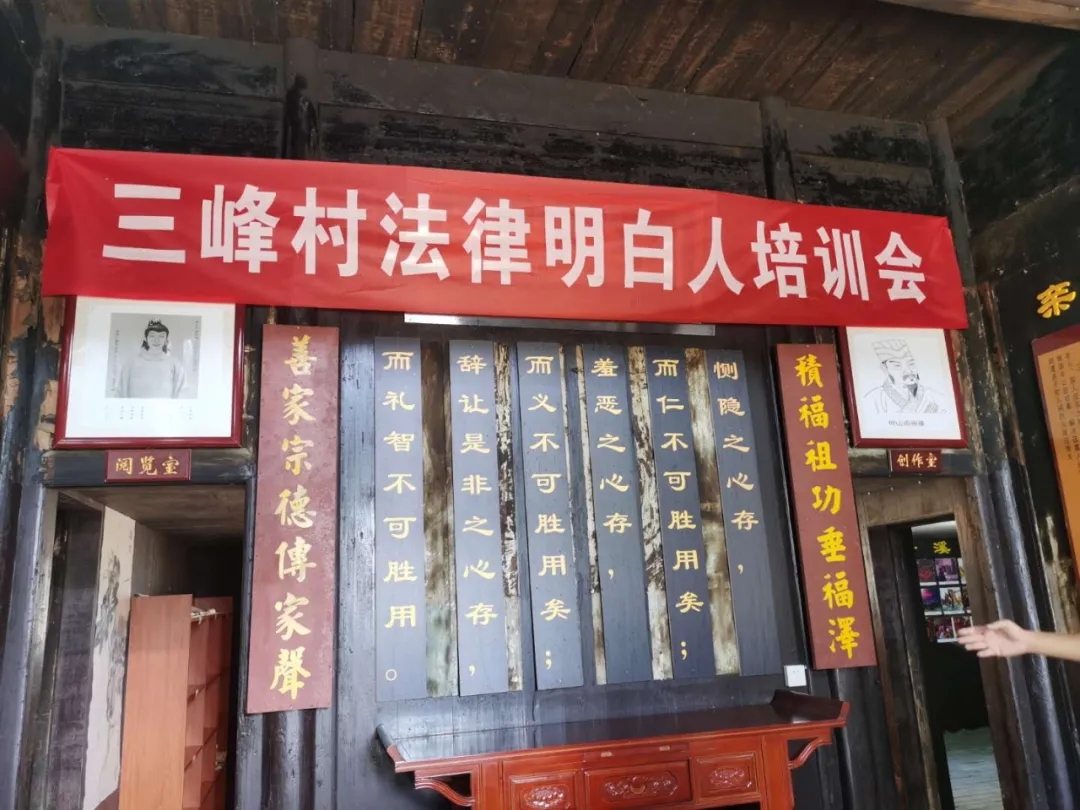 三峰村法律明白人培训会
積福祖功垂福澤
恻隐之心存，
而仁不可胜用矣；
羞恶之心存，
而义不可胜用矣；
辞让是非之心存，
而礼智不可胜用。
善家宗德傳家聲
阅览室
创作室
溪